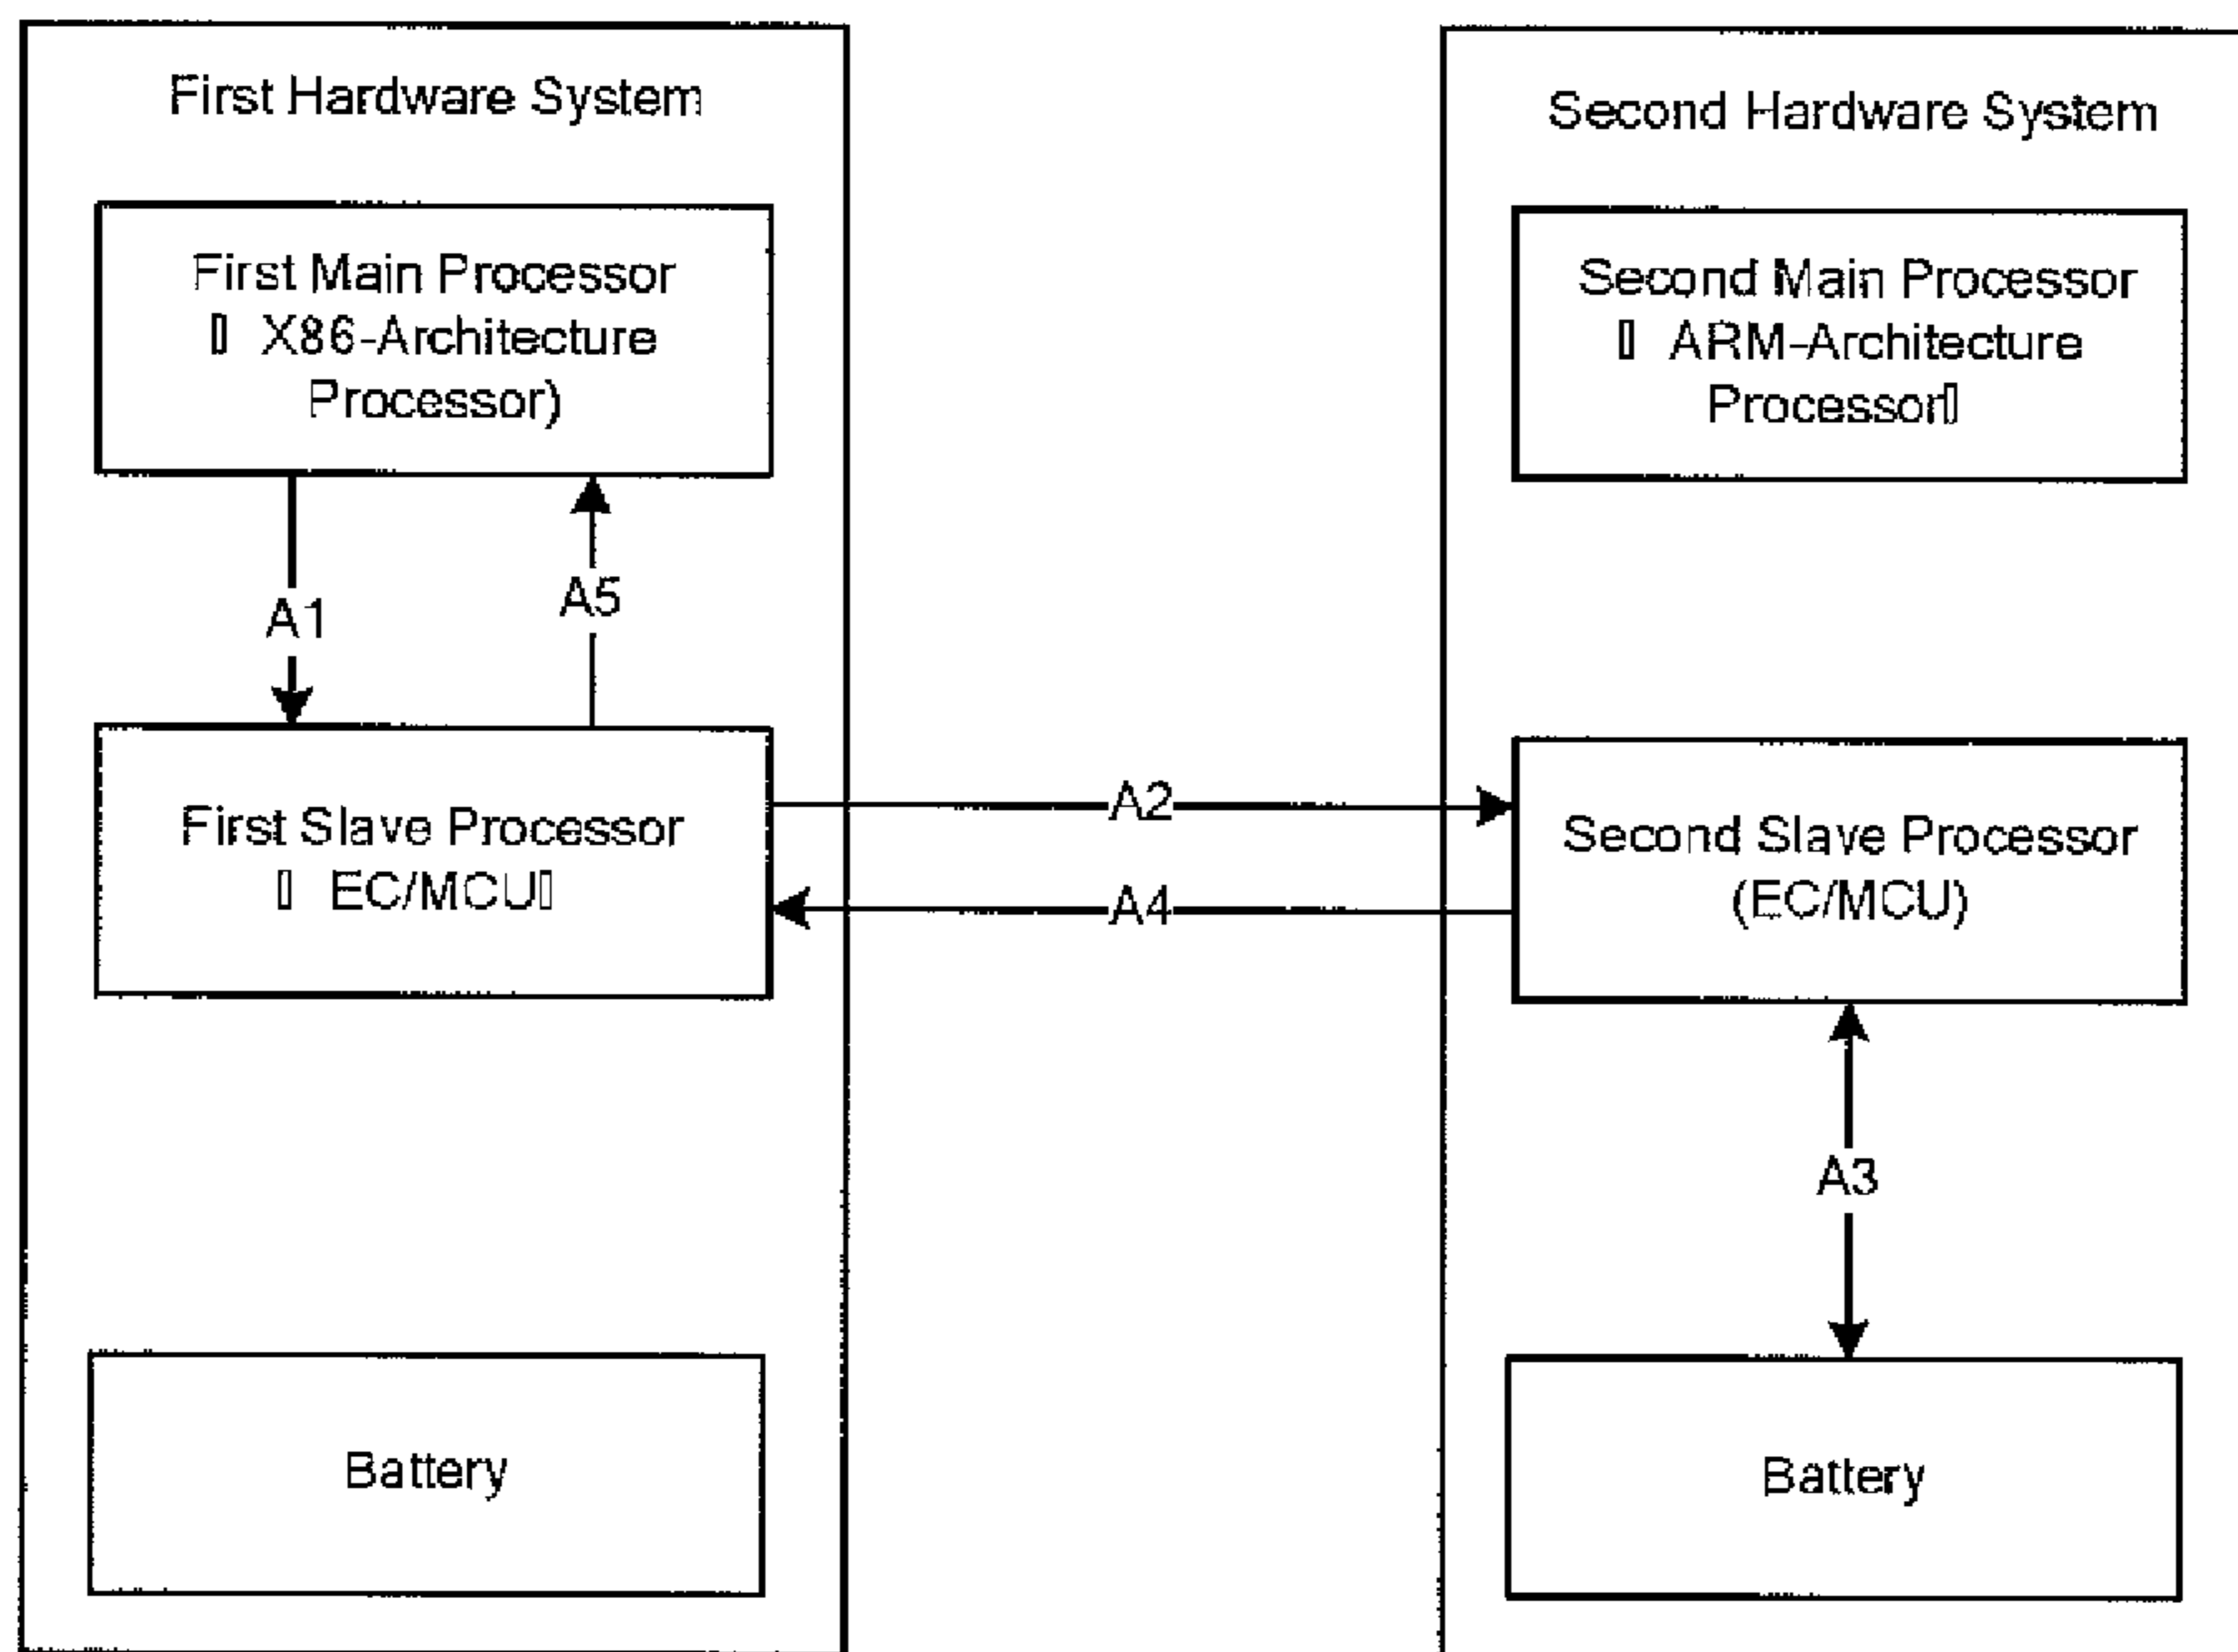 First Hardware System
First Main Processor
▯ X86-Architecture
Processor)
A1
A5
First Slave Processor
▯ EC/MCU▯
Battery
A2
A4
Second Hardware System
Second Main Processor
▯ ARM-Architecture
Processor▯
Second Slave Processor
(EC/MCU)
A3
Battery